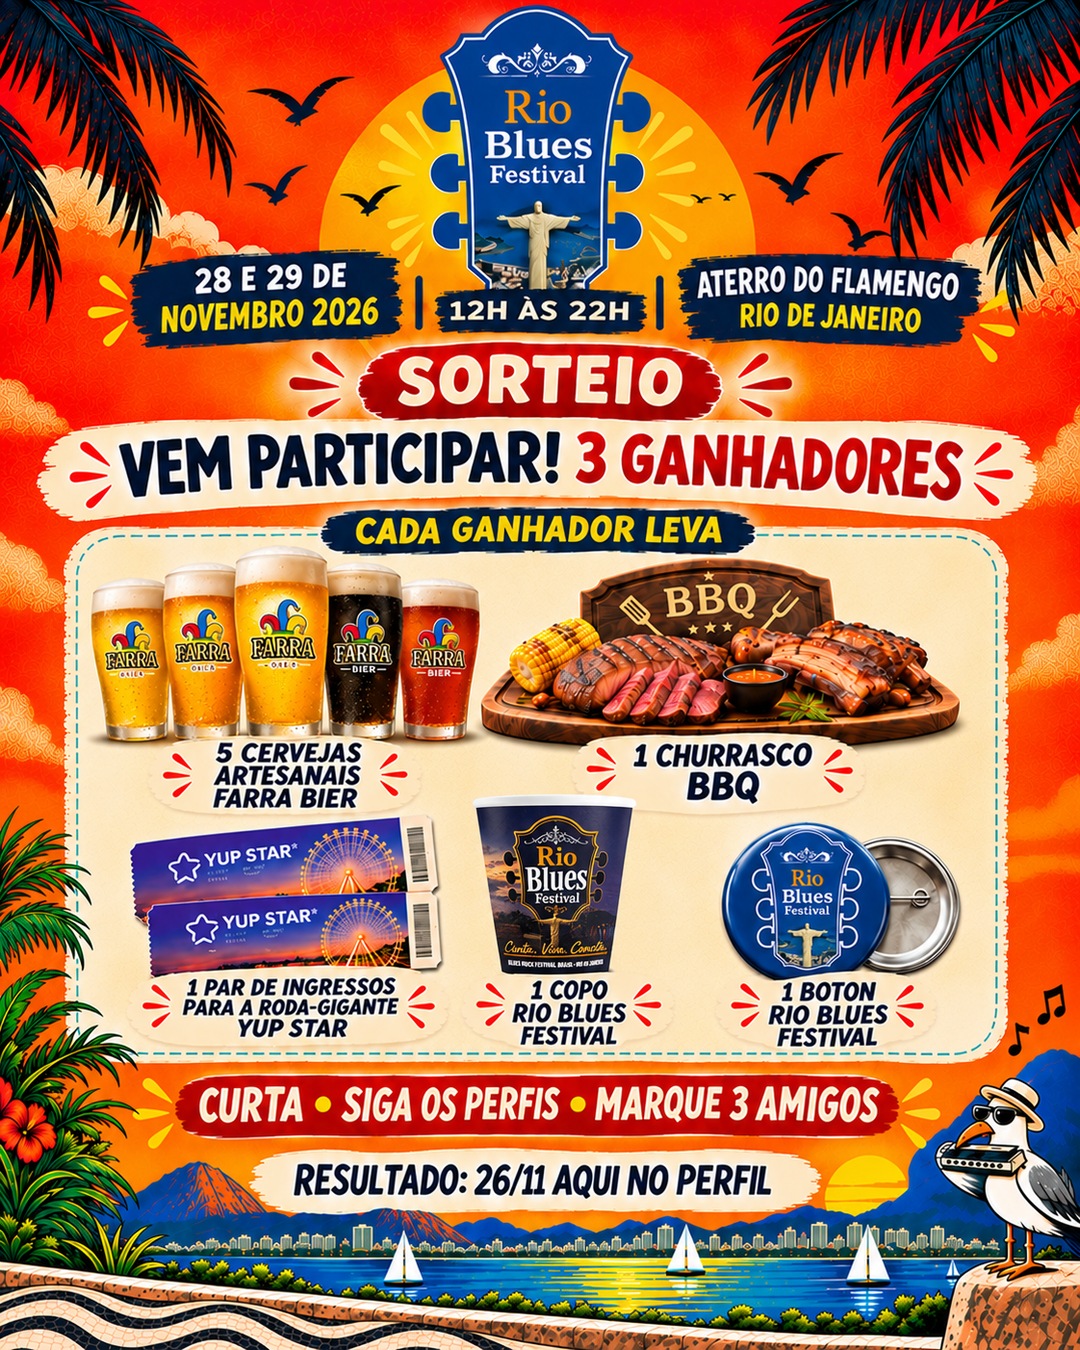 Rio
Blues
Festival
28 E 29 DE
NOVEMBRO 2026
12H ÀS 22H
ATERRO DO FLAMENGO
RIO DE JANEIRO
SORTEIO
VEM PARTICIPAR! 3 GANHADORES
CADA GANHADOR LEVA
FARRA
FARRA
FARRA
FARRA
BIER
FARRA
BIER
BBQ
5 CERVEJAS
ARTESANAIS
FARRA BIER
1 CHURRASCO
BBQ
YUP STAR*
YUP STAR*
Rio
Blues
Festival
Rio
Blues
Festival
1 PAR DE INGRESSOS
PARA A RODA-GIGANTE
YUP STAR
1 COPO
RIO BLUES
FESTIVAL
1 BOTON
RIO BLUES
FESTIVAL
CURTA • SIGA OS PERFIS • MARQUE 3 AMIGOS
RESULTADO: 26/11 AQUI NO PERFIL